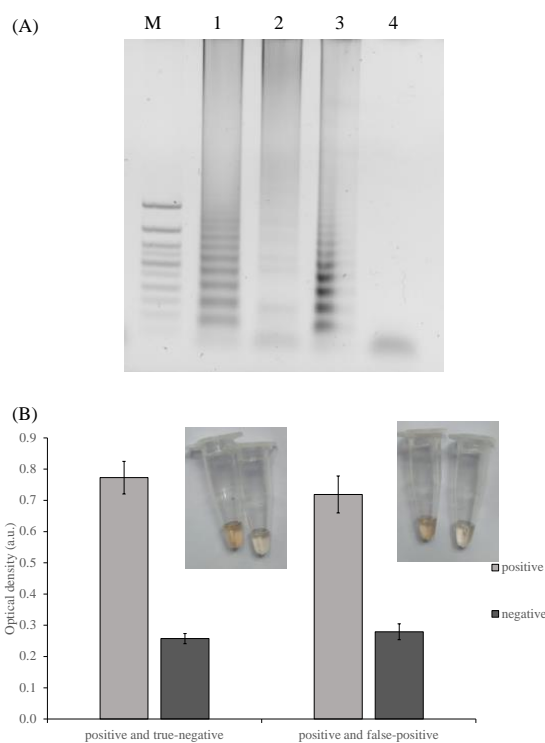 (A)
M 1 2 3 4
(B)
Optical density (a.u.)
0.9
0.8
0.7
0.6
0.5
0.4
0.3
0.2
0.1
0.0
positive
negative
positive and true-negative
positive and false-positive